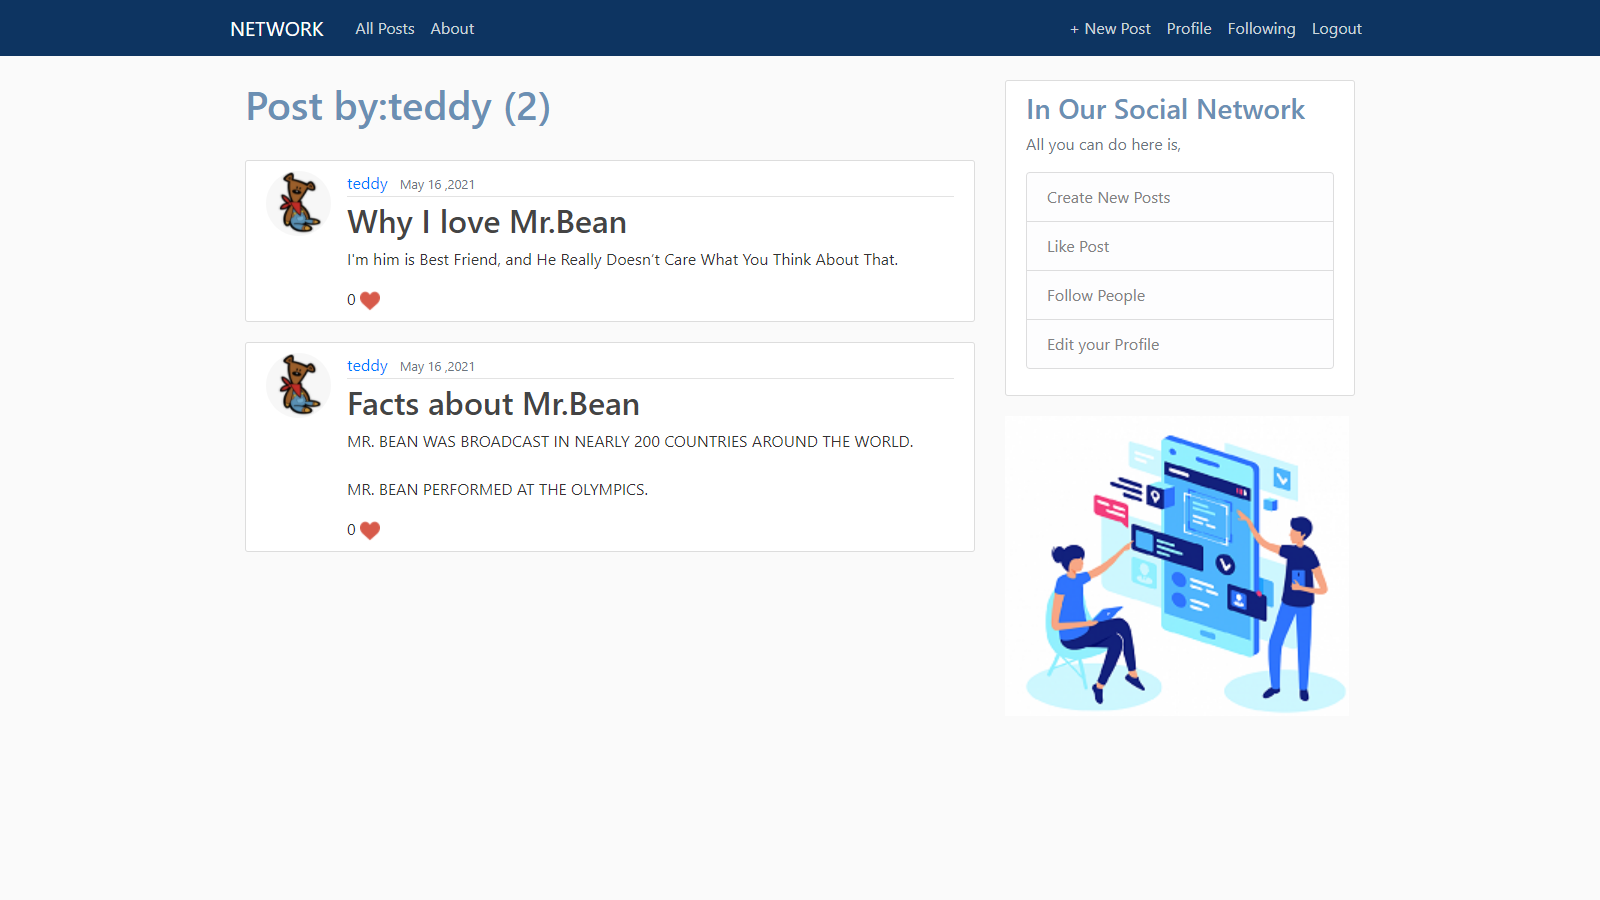 NETWORK All Posts About + New Post Profile Following Logout
Post by:teddy (2)
teddy May 16 ,2021
Why I love Mr.Bean
I'm him is Best Friend, and He Really Doesn’t Care What You Think About That.
0
teddy May 16 ,2021
Facts about Mr.Bean
MR. BEAN WAS BROADCAST IN NEARLY 200 COUNTRIES AROUND THE WORLD.
MR. BEAN PERFORMED AT THE OLYMPICS.
0
In Our Social Network
All you can do here is,
Create New Posts
Like Post
Follow People
Edit your Profile